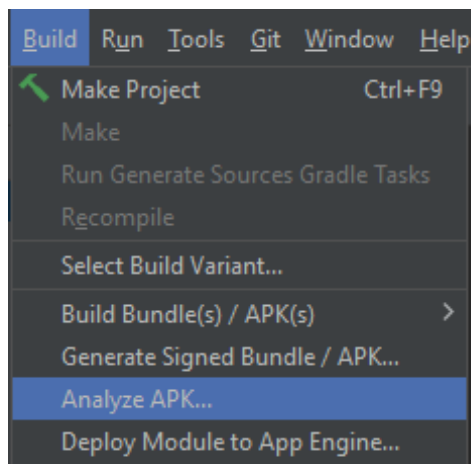 Build Run Tools Git Window Help
Make Project Ctrl+F9
Make
Run Generate Sources Gradle Tasks
Recompile
Select Build Variant...
Build Bundle(s) / APK(s)
Generate Signed Bundle / APK...
Analyze APK...
Deploy Module to App Engine...